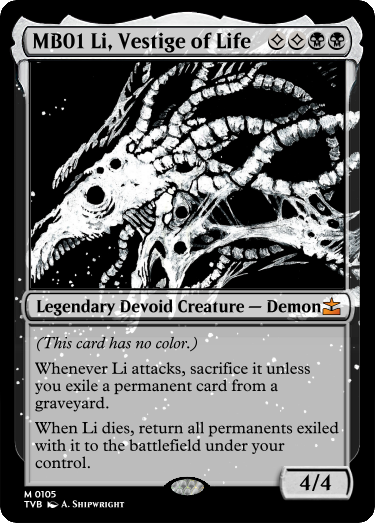 MB01 Li, Vestige of Life
Legendary Devoid Creature — Demon
(This card has no color.)
Whenever Li attacks, sacrifice it unless
you exile a permanent card from a
graveyard.
When Li dies, return all permanents exiled
with it to the battlefield under your
control.
4/4
M 0105
TVB A. Shipwright